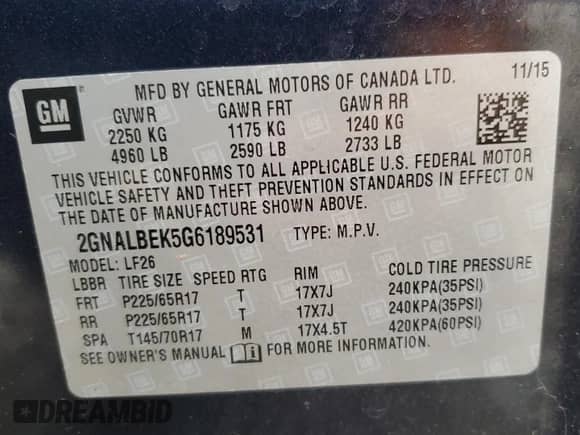 GM
MFD BY GENERAL MOTORS OF CANADA LTD. 11/15
GVWR GAWR FRT GAWR RR
2250 KG 1175 KG 1240 KG
4960 LB 2590 LB 2733 LB
THIS VEHICLE CONFORMS TO ALL APPLICABLE U.S. FEDERAL MOTOR
VEHICLE SAFETY AND THEFT PREVENTION STANDARDS IN EFFECT ON
THE DATE OF MANUFACTURE SHOWN ABOVE.
2GNALBEK5G6189531 TYPE: M.P.V.
MODEL: LF26
LBBR TIRE SIZE SPEED RTG RIM COLD TIRE PRESSURE
FRT P225/65R17 T 17X7J 240KPA(35PSI)
RR P225/65R17 T 17X7J 240KPA(35PSI)
SPA T145/70R17 M 17X4.5T 420KPA(60PSI)
SEE OWNER'S MANUAL FOR MORE INFORMATION.
DREAMBID